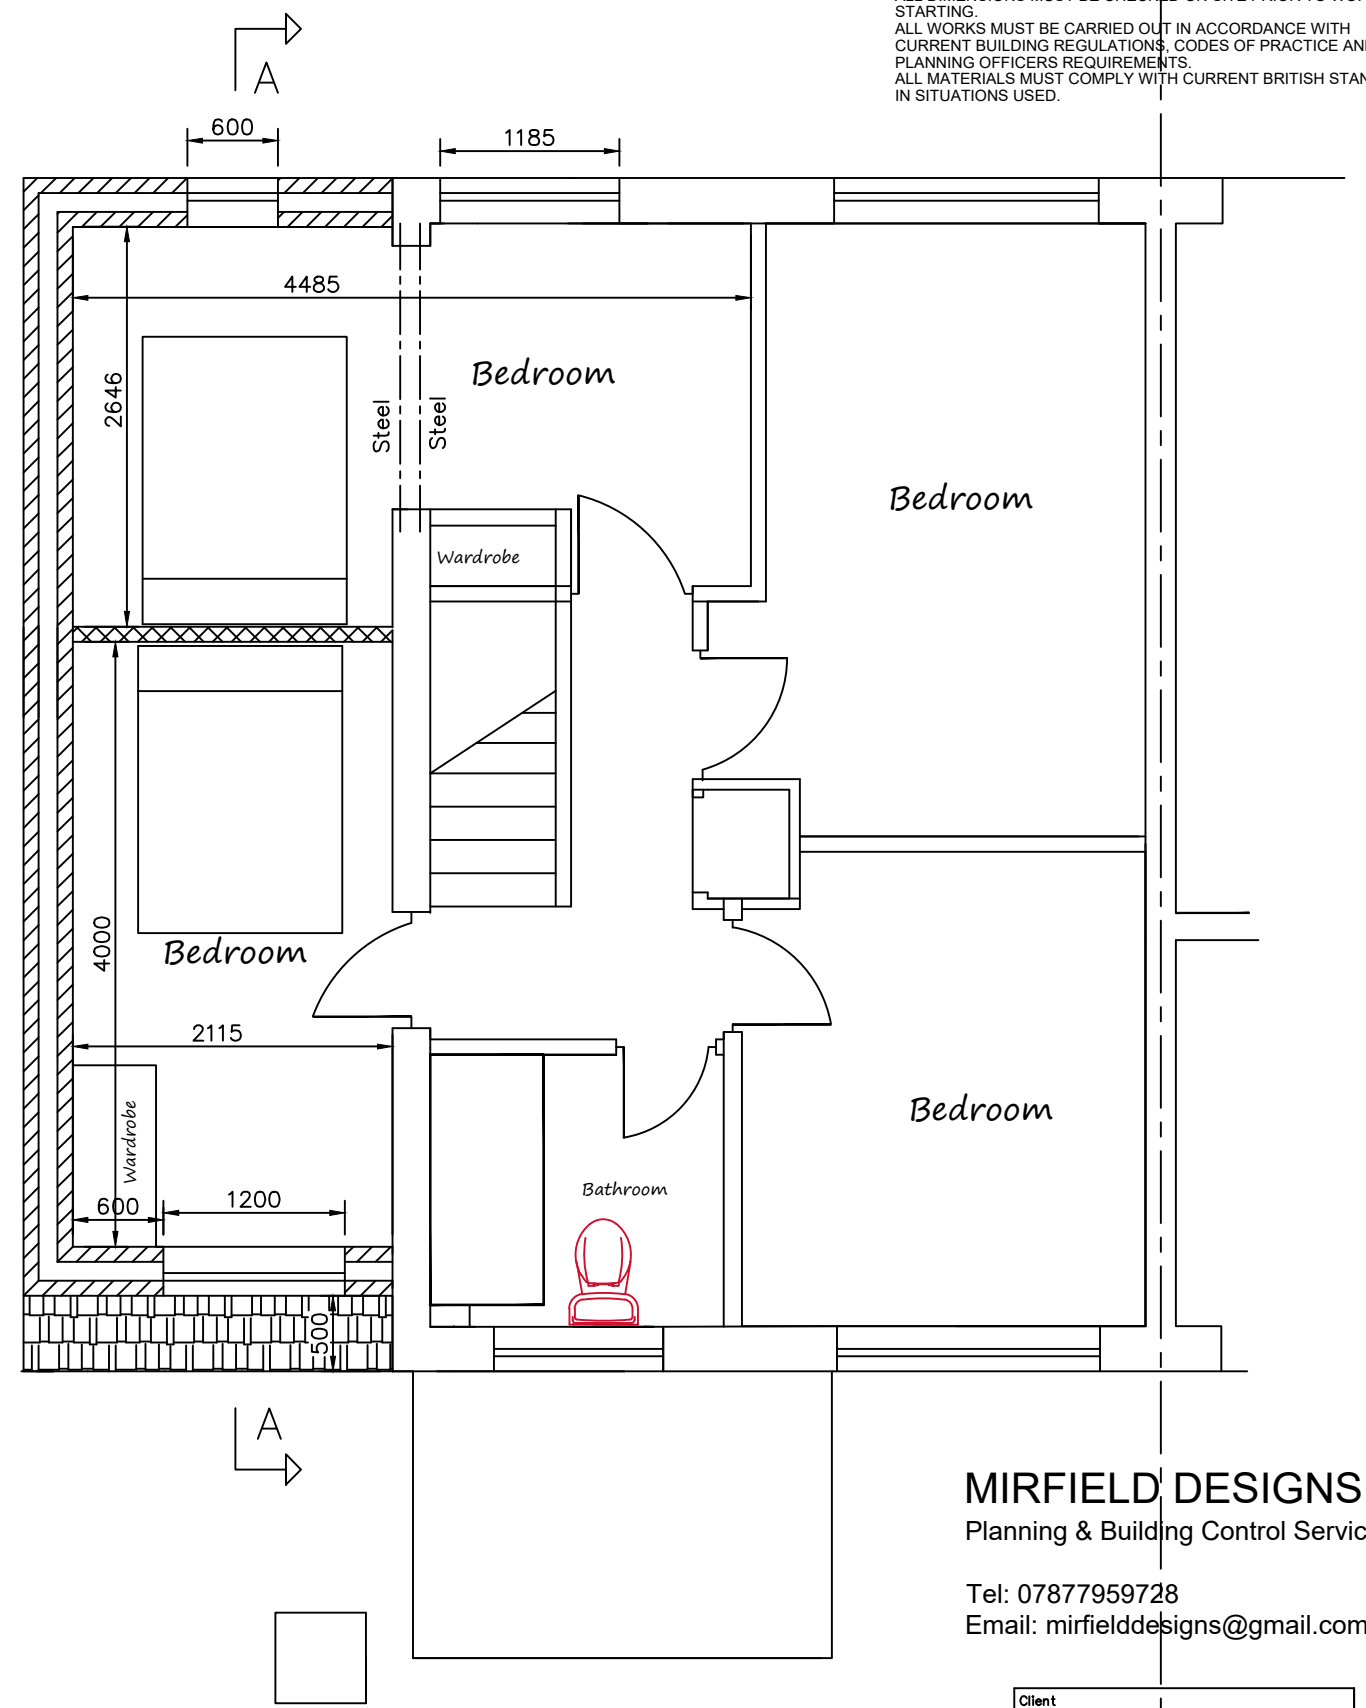 STARTING.
ALL WORKS MUST BE CARRIED OUT IN ACCORDANCE WITH
CURRENT BUILDING REGULATIONS, CODES OF PRACTICE AN
PLANNING OFFICERS REQUIREMENTS.
ALL MATERIALS MUST COMPLY WITH CURRENT BRITISH STAN
IN SITUATIONS USED.
A
600
1185
4485
2646
Bedroom
Steel
Steel
Bedroom
Wardrobe
4000
Bedroom
2115
Bedroom
Wardrobe
600
1200
Bathroom
500
A
MIRFIELD DESIGNS
Planning & Building Control Servic
Tel: 07877959728
Email: mirfielddesigns@gmail.com
Client